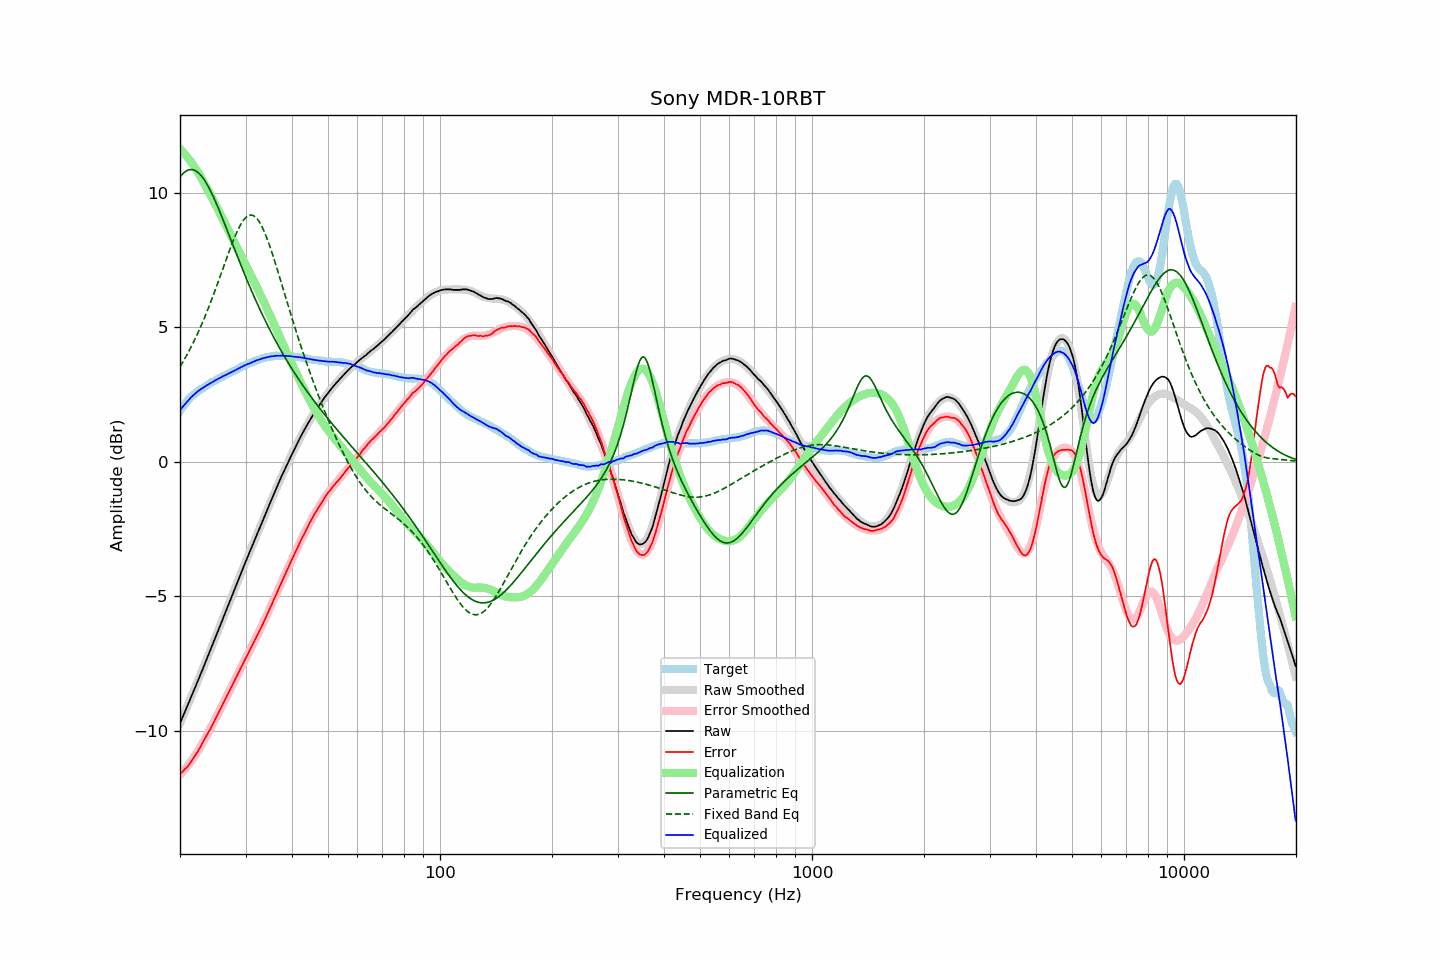 Sony MDR-10RBT
Amplitude (dBr)
10
5
0
−5
−10
100
1000
10000
Frequency (Hz)
Target
Raw Smoothed
Error Smoothed
Raw
Error
Equalization
Parametric Eq
Fixed Band Eq
Equalized